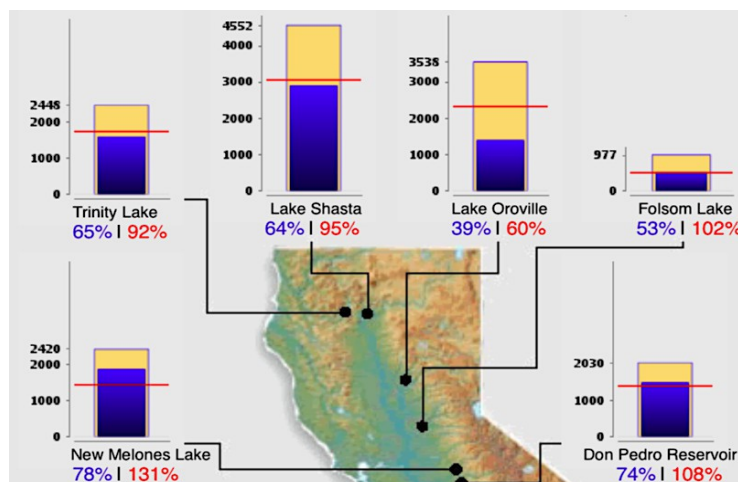 2448
2000
1000
0
Trinity Lake
65% | 92%
4552
4000
3000
2000
1000
0
Lake Shasta
64% | 95%
3538
3000
2000
1000
0
Lake Oroville
39% | 60%
977
0
Folsom Lake
53% | 102%
2420
2000
1000
0
New Melones Lake
78% | 131%
2030
1000
0
Don Pedro Reservoir
74% | 108%